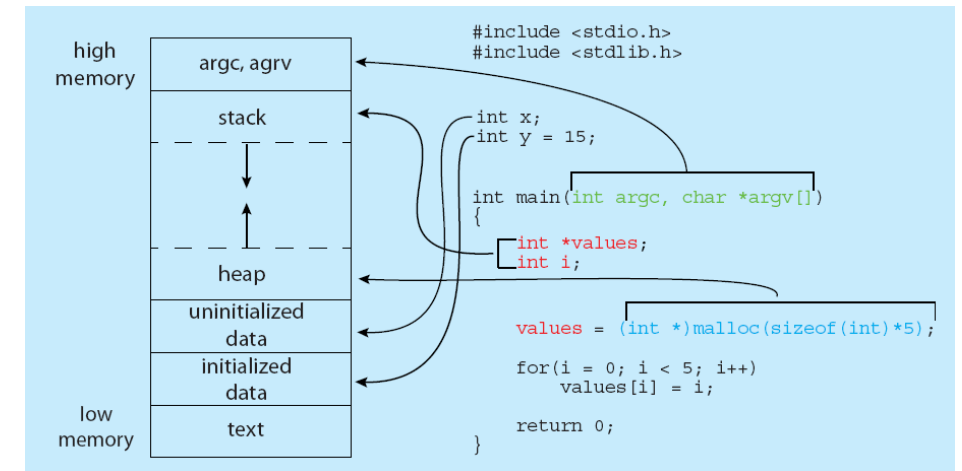 high
memory
argc, agrv
stack
heap
uninitialized
data
initialized
data
low
memory
text
#include <stdio.h>
#include <stdlib.h>
int x;
int y = 15;
int main(int argc, char *argv[])
{
int *values;
int i;
values = (int *)malloc(sizeof(int)*5);
for(i = 0; i < 5; i++)
values[i] = i;
return 0;
}